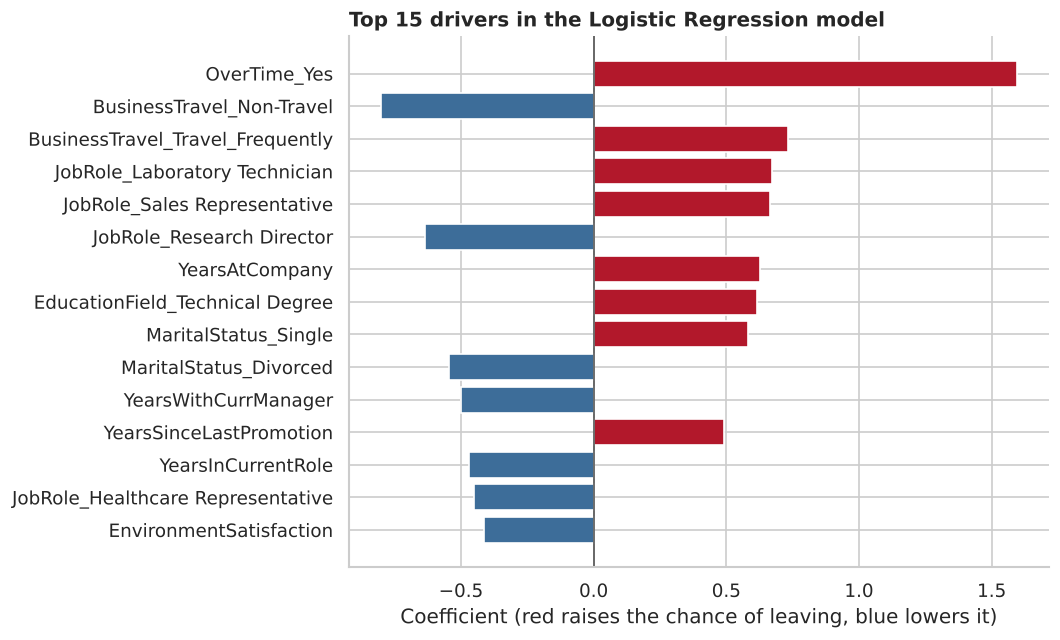 Top 15 drivers in the Logistic Regression model
OverTime_Yes
BusinessTravel_Non-Travel
BusinessTravel_Travel_Frequently
JobRole_Laboratory Technician
JobRole_Sales Representative
JobRole_Research Director
YearsAtCompany
EducationField_Technical Degree
MaritalStatus_Single
MaritalStatus_Divorced
YearsWithCurrManager
YearsSinceLastPromotion
YearsInCurrentRole
JobRole_Healthcare Representative
EnvironmentSatisfaction
−0.5 0.0 0.5 1.0 1.5
Coefficient (red raises the chance of leaving, blue lowers it)